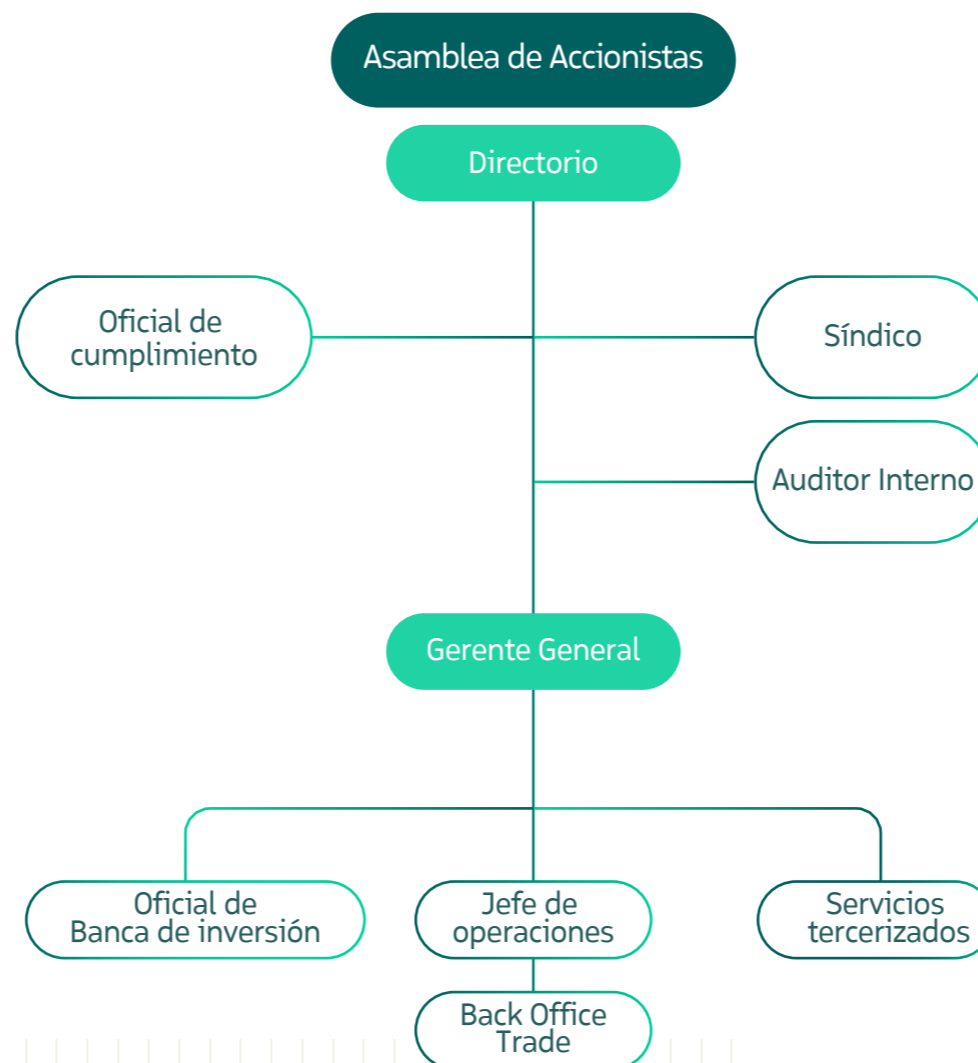 Asamblea de Accionistas
Directorio
Oficial de
cumplimiento
Síndico
Auditor Interno
Gerente General
Oficial de
Banca de inversión
Jefe de
operaciones
Servicios
tercerizados
Back Office
Trade